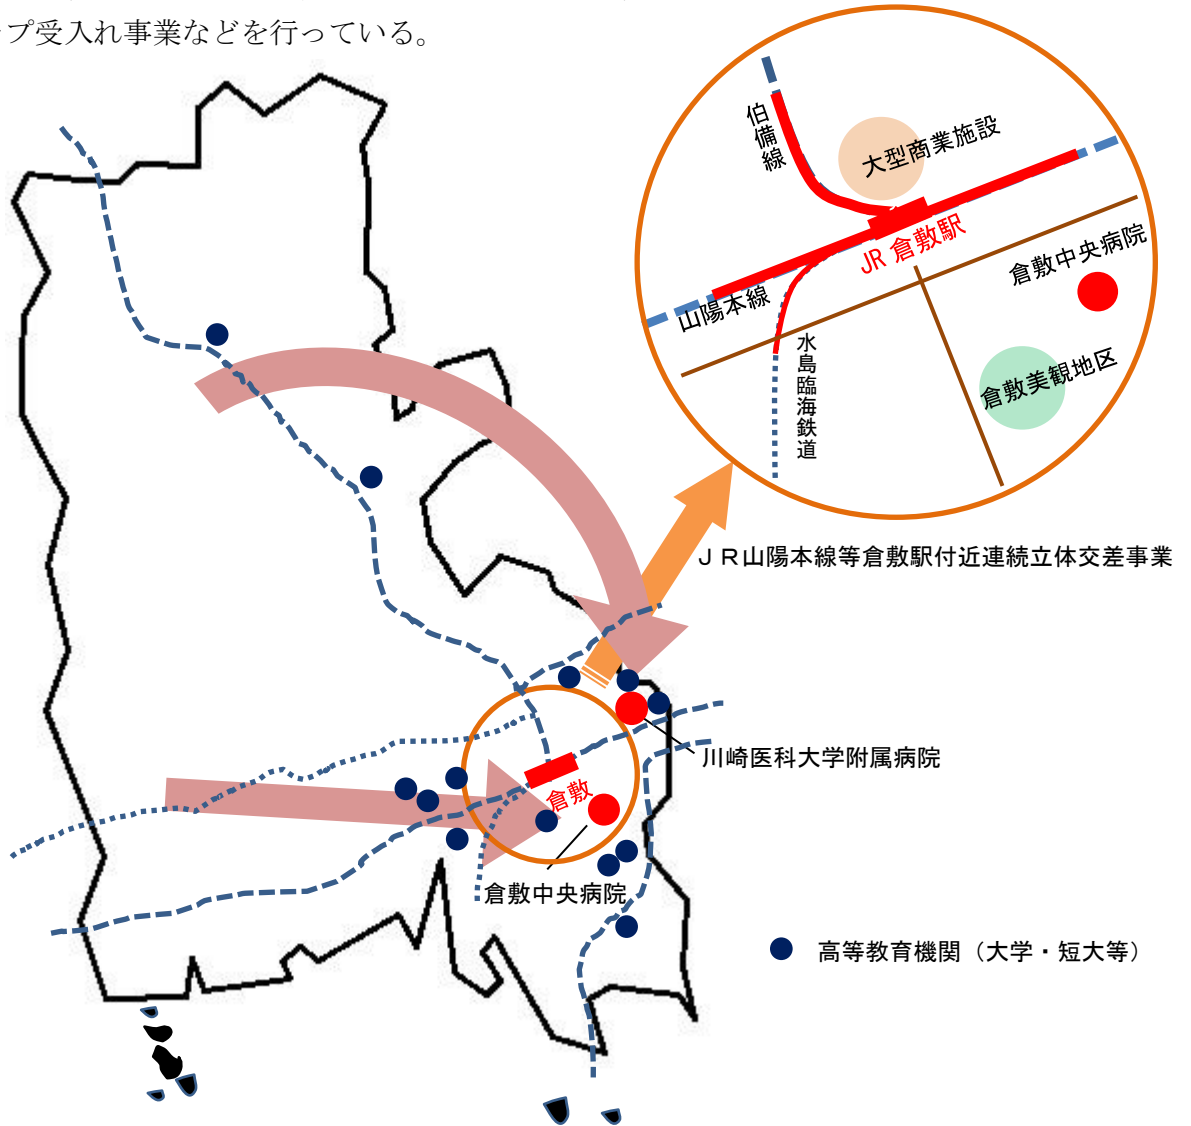 プ受入れ事業などを行っている。
伯備線
大型商業施設
JR 倉敷駅
倉敷中央病院
山陽本線
水島臨海鉄道
倉敷美観地区
JR山陽本線等倉敷駅付近連続立体交差事業
川崎医科大学附属病院
倉敷
倉敷中央病院
高等教育機関（大学・短大等）